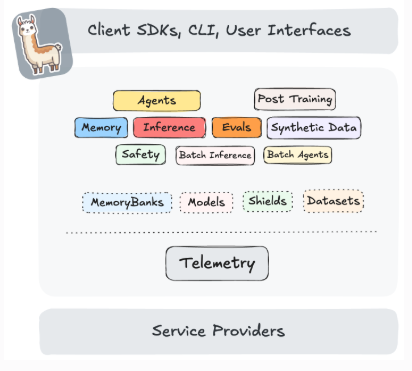 Client SDKs, CLI, User Interfaces
Agents
Post Training
Memory
Inference
Evals
Synthetic Data
Safety
Batch Inference
Batch Agents
MemoryBanks
Models
Shields
Datasets
Telemetry
Service Providers